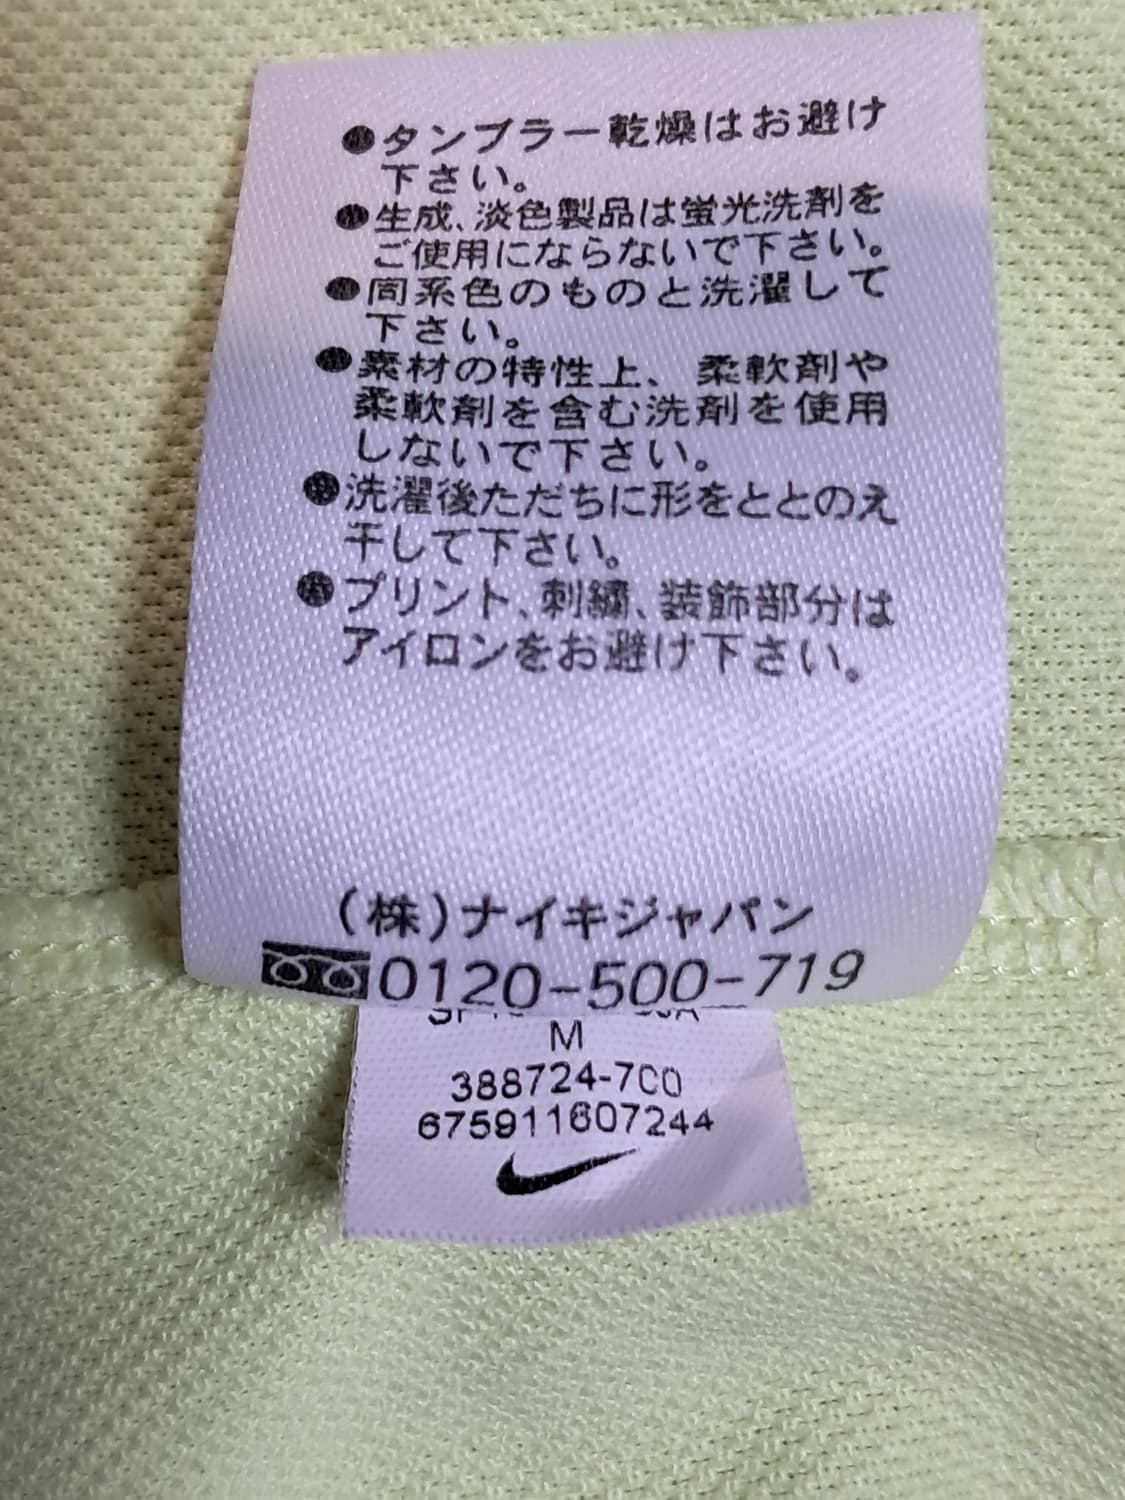 ●タンブラー乾燥はお避け
下さい。
●生成、淡色製品は蛍光洗剤を
ご使用にならないで下さい。
●同系色のものと洗濯して
下さい。
●素材の特性上、柔軟剤や
柔軟剤を含む洗剤を使用
しないで下さい。
●洗濯後ただちに形をととのえ
干して下さい。
●プリント、刺繍、装飾部分は
アイロンをお避け下さい。
(株)ナイキジャパン
0120-500-719
M
388724-7C0
675911607244